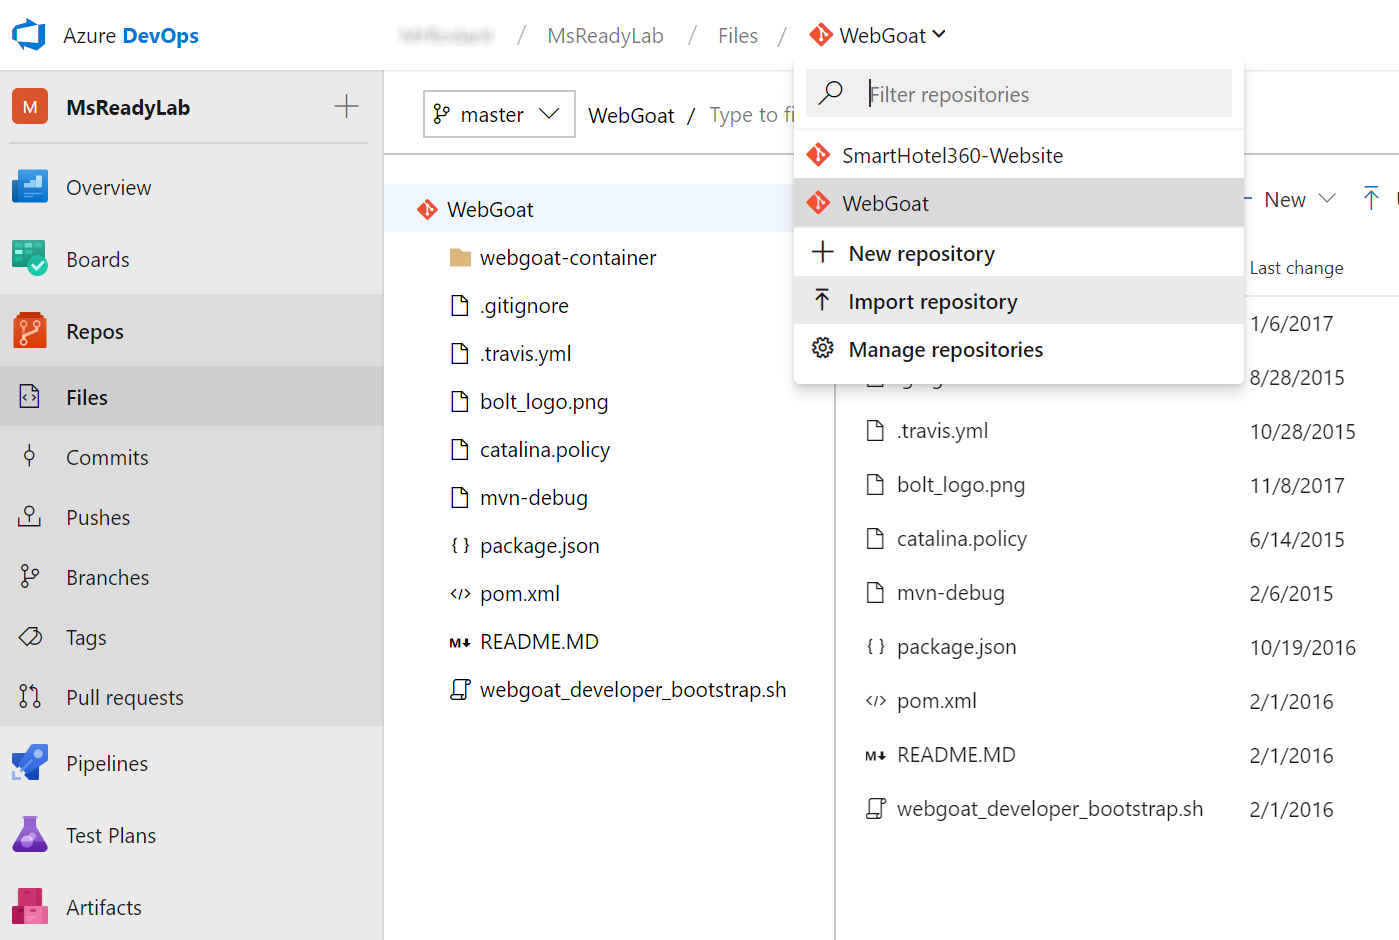 Azure DevOps
/ MsReadyLab / Files / WebGoat
M MsReadyLab
Overview
Boards
Repos
Files
Commits
Pushes
Branches
Tags
Pull requests
Pipelines
Test Plans
Artifacts
master WebGoat / Type to fi
WebGoat
webgoat-container
.gitignore
.travis.yml
bolt_logo.png
catalina.policy
mvn-debug
{ } package.json
</> pom.xml
M↓ README.MD
webgoat_developer_bootstrap.sh
Filter repositories
SmartHotel360-Website
WebGoat
New repository
Import repository
Manage repositories
New
Last change
1/6/2017
8/28/2015
.travis.yml 10/28/2015
bolt_logo.png 11/8/2017
catalina.policy 6/14/2015
mvn-debug 2/6/2015
{ } package.json 10/19/2016
</> pom.xml 2/1/2016
M↓ README.MD 2/1/2016
webgoat_developer_bootstrap.sh 2/1/2016